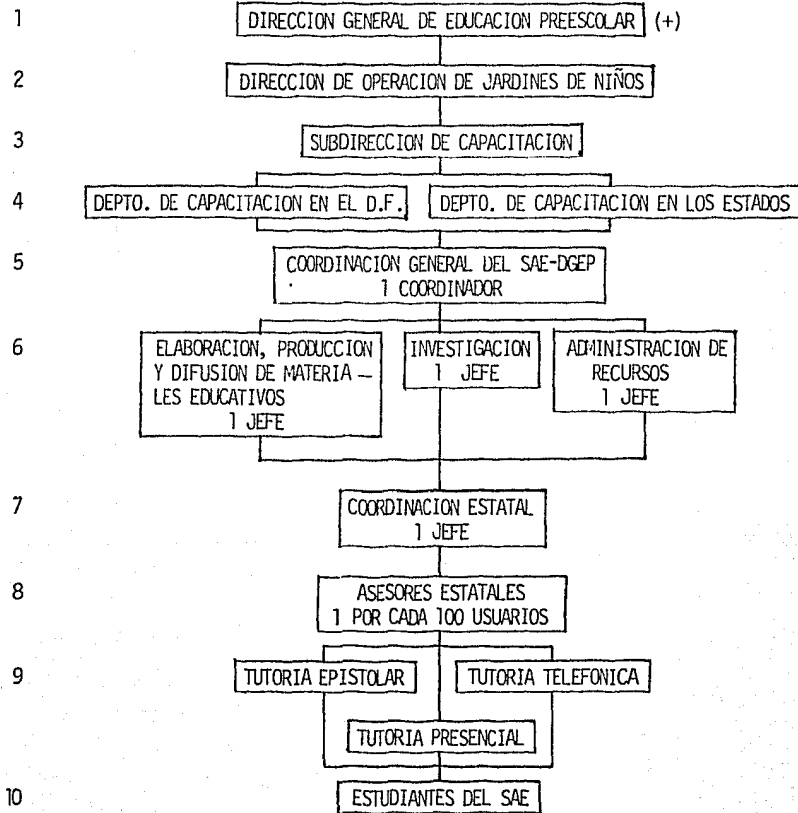 1 DIRECCION GENERAL DE EDUCACION PREESCOLAR (+)
2 DIRECCION DE OPERACION DE JARDINES DE NIÑOS
3 SUBDIRECCION DE CAPACITACION
4 DEPTO. DE CAPACITACION EN EL D.F. DEPTO. DE CAPACITACION EN LOS ESTADOS
5 COORDINACION GENERAL DEL SAE-DGEP
1 COORDINADOR
6 ELABORACION, PRODUCCION
Y DIFUSION DE MATERIA—
LES EDUCATIVOS
1 JEFE
INVESTIGACION
1 JEFE
ADMINISTRACION DE
RECURSOS
1 JEFE
7 COORDINACION ESTATAL
1 JEFE
8 ASESORES ESTATALES
1 POR CADA 100 USUARIOS
9 TUTORIA EPISTOLAR TUTORIA TELEFONICA
TUTORIA PRESENCIAL
10 ESTUDIANTES DEL SAE